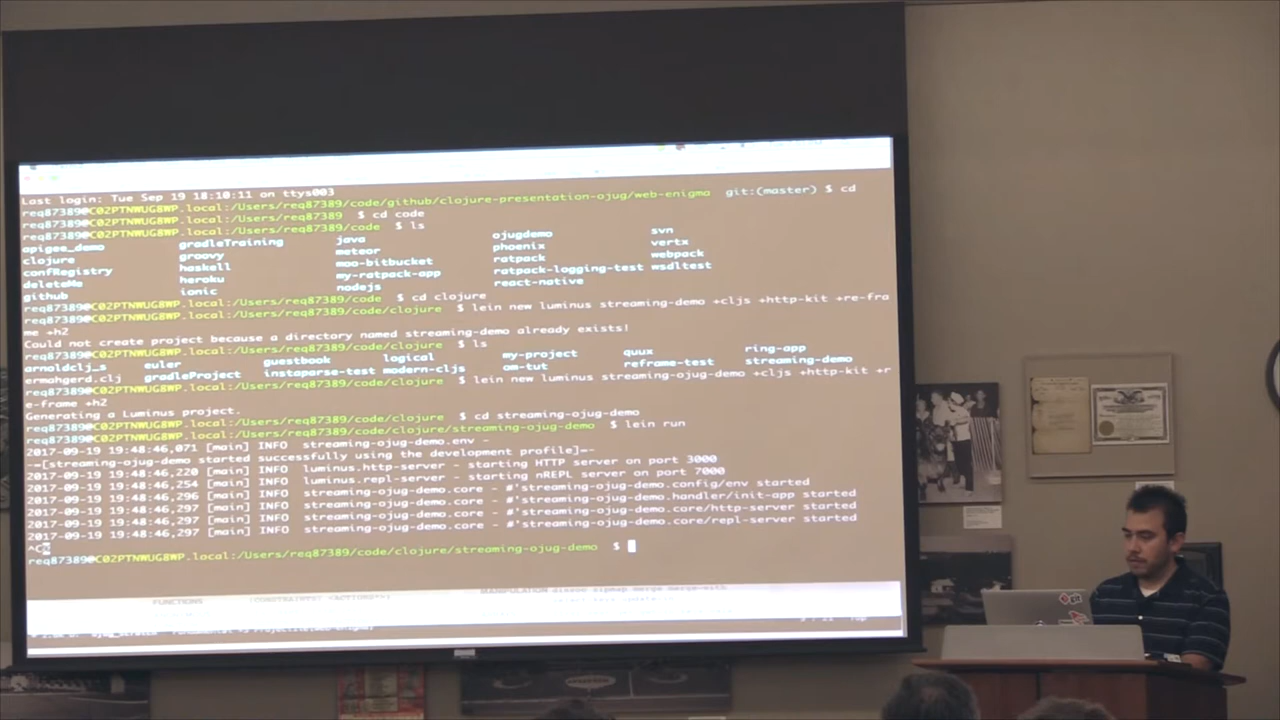 Last login: Tue Sep 19 18:10:11 on ttys003
req87389@C02PTNWUG8WP.local:/Users/req87389/code/github/clojure-presentation-ojug/web-enigma git:(master) $ cd
req87389@C02PTNWUG8WP.local:/Users/req87389 $ cd code
req87389@C02PTNWUG8WP.local:/Users/req87389/code $ ls
apigee_demo gradleTraining java ojugdemo svn
clojure groovy meteor phoenix vertx
confRegistry haskell moo-bitbucket ratpack webpack
deleteMe heroku my-ratpack-app ratpack-logging-test wsdltest
github ionic nodejs react-native
req87389@C02PTNWUG8WP.local:/Users/req87389/code $ cd clojure
req87389@C02PTNWUG8WP.local:/Users/req87389/code/clojure $ lein new luminus streaming-demo +cljs +http-kit +re-fra
me +h2
Could not create project because a directory named streaming-demo already exists!
req87389@C02PTNWUG8WP.local:/Users/req87389/code/clojure $ ls
arnoldclj_s euler guestbook logical my-project quux ring-app
ermahgerd.clj gradleProject instaparse-test modern-cljs om-tut reframe-test streaming-demo
req87389@C02PTNWUG8WP.local:/Users/req87389/code/clojure $ lein new luminus streaming-ojug-demo +cljs +http-kit +r
e-frame +h2
Generating a Luminus project.
req87389@C02PTNWUG8WP.local:/Users/req87389/code/clojure $ cd streaming-ojug-demo
req87389@C02PTNWUG8WP.local:/Users/req87389/code/clojure/streaming-ojug-demo $ lein run
2017-09-19 19:48:46,071 [main] INFO streaming-ojug-demo.env -
-=[streaming-ojug-demo started successfully using the development profile]=-
2017-09-19 19:48:46,220 [main] INFO luminus.http-server - starting HTTP server on port 3000
2017-09-19 19:48:46,254 [main] INFO luminus.repl-server - starting nREPL server on port 7000
2017-09-19 19:48:46,296 [main] INFO streaming-ojug-demo.core - #'streaming-ojug-demo.config/env started
2017-09-19 19:48:46,297 [main] INFO streaming-ojug-demo.core - #'streaming-ojug-demo.handler/init-app started
2017-09-19 19:48:46,297 [main] INFO streaming-ojug-demo.core - #'streaming-ojug-demo.core/http-server started
2017-09-19 19:48:46,297 [main] INFO streaming-ojug-demo.core - #'streaming-ojug-demo.core/repl-server started
^C%
req87389@C02PTNWUG8WP.local:/Users/req87389/code/clojure/streaming-ojug-demo $
FUNCTIONS